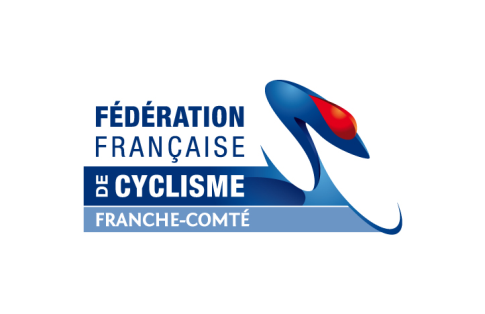 FÉDÉRATION
FRANÇAISE
DE CYCLISME
FRANCHE-COMTÉ